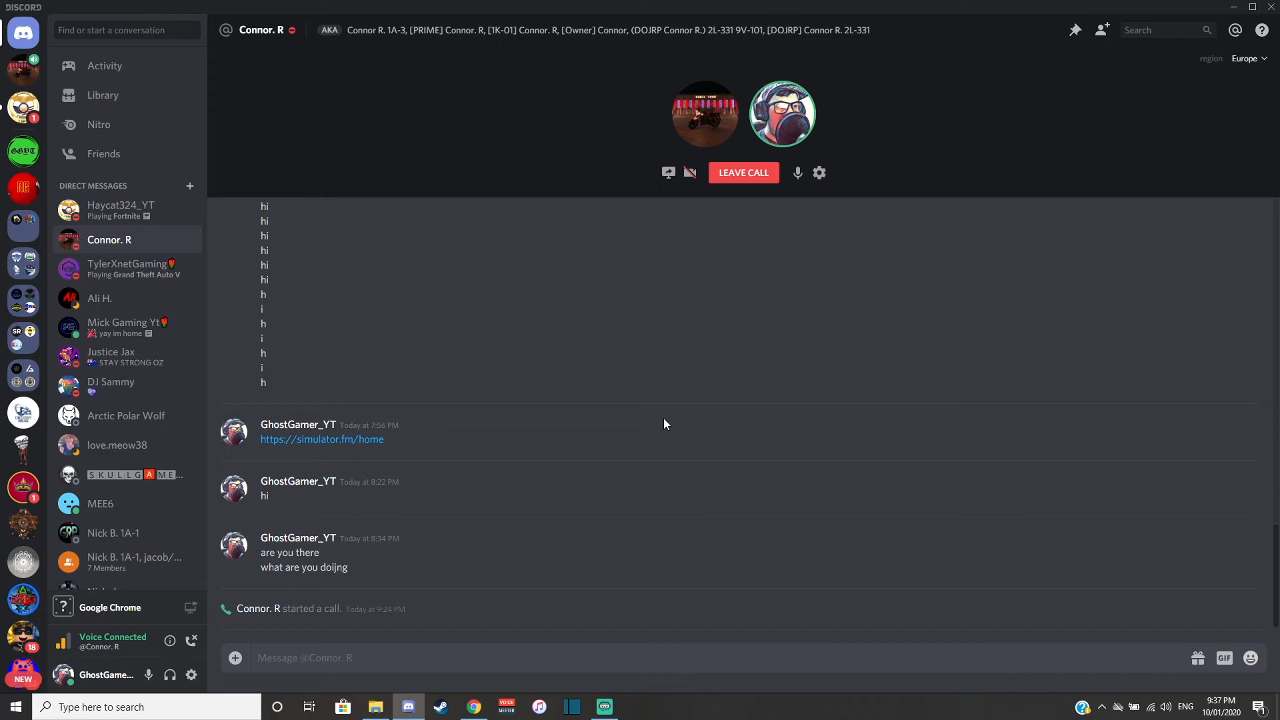 DISCORD
Find or start a conversation
Connor. R
AKA Connor R. 1A-3, [PRIME] Connor. R, [1K-01] Connor. R, [Owner] Connor, (DOJRP Connor R.) 2L-331 9V-101, [DOJRP] Connor R. 2L-331
Search
region Europe
Activity
Library
Nitro
Friends
DIRECT MESSAGES
Haycat324_YT
Playing Fortnite
Connor. R
TylerXnetGaming
Playing Grand Theft Auto V
Ali H.
Mick Gaming Yt
yay im home
Justice Jax
STAY STRONG OZ
DJ Sammy
Arctic Polar Wolf
love.meow38
S K U L L G A M E...
MEE6
Nick B. 1A-1
Nick B. 1A-1, jacob/...
7 Members
Google Chrome
Voice Connected
@Connor. R
GhostGame...
1
GGYT
1
18
NEW
LEAVE CALL
hi
hi
hi
hi
hi
hi
h
i
h
i
h
i
h
GhostGamer_YT Today at 7:56 PM
https://simulator.fm/home
GhostGamer_YT Today at 8:22 PM
hi
GhostGamer_YT Today at 8:34 PM
are you there
what are you doijng
Connor. R started a call. Today at 9:24 PM
Message @Connor. R
GIF
Type here to search
ENG
9:37 PM
10/01/2020